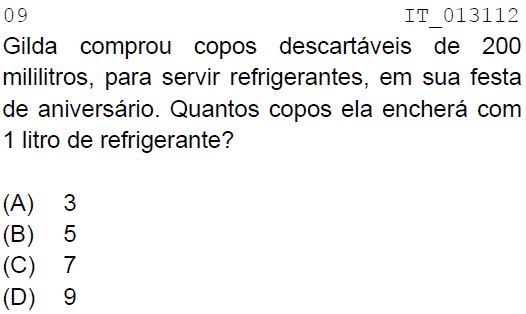 09 IT_013112
Gilda comprou copos descartáveis de 200
mililitros, para servir refrigerantes, em sua festa
de aniversário. Quantos copos ela encherá com
1 litro de refrigerante?
(A) 3
(B) 5
(C) 7
(D) 9